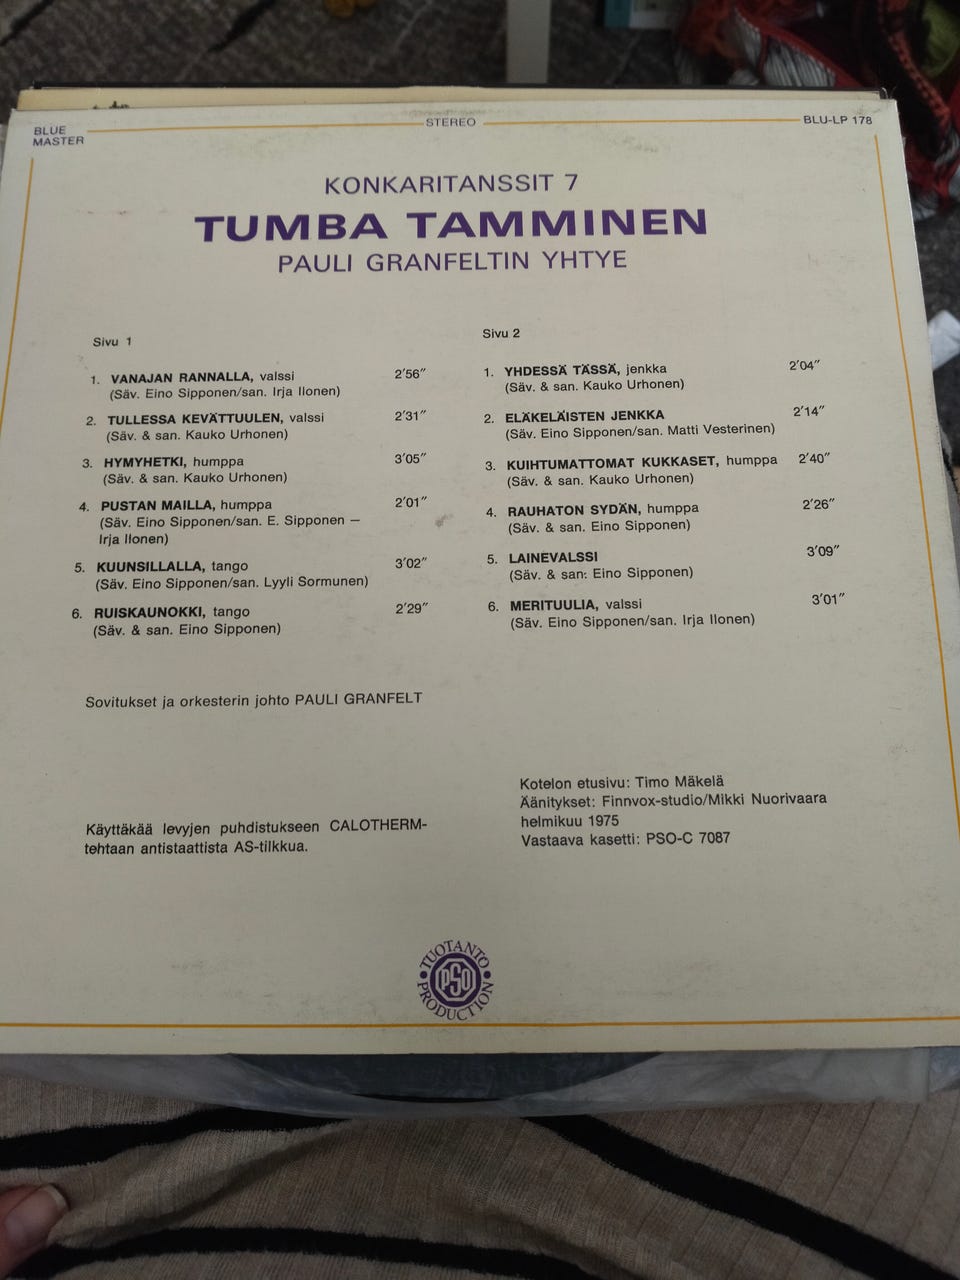 BLUE
MASTER
STEREO
BLU-LP 178
KONKARITANSSIT 7
TUMBA TAMMINEN
PAULI GRANFELTIN YHTYE
Sivu 1
1. VANAJAN RANNALLA, valssi 2′56″
(Säv. Eino Sipponen/san. Irja Ilonen)
2. TULLESSA KEVÄTTUULEN, valssi 2′31″
(Säv. & san. Kauko Urhonen)
3. HYMYHETKI, humppa 3′05″
(Säv. & san. Kauko Urhonen)
4. PUSTAN MAILLA, humppa 2′01″
(Säv. Eino Sipponen/san. E. Sipponen —
Irja Ilonen)
5. KUUNSILLALLA, tango 3′02″
(Säv. Eino Sipponen/san. Lyyli Sormunen)
6. RUISKAUNOKKI, tango 2′29″
(Säv. & san. Eino Sipponen)
Sivu 2
1. YHDESSÄ TÄSSÄ, jenkka 2′04″
(Säv. & san. Kauko Urhonen)
2. ELÄKELÄISTEN JENKKA 2′14″
(Säv. Eino Sipponen/san. Matti Vesterinen)
3. KUIHTUMATTOMAT KUKKASET, humppa 2′40″
(Säv. & san. Kauko Urhonen)
4. RAUHATON SYDÄN, humppa 2′26″
(Säv. & san. Eino Sipponen)
5. LAINEVALSSI 3′09″
(Säv. & san: Eino Sipponen)
6. MERITUULIA, valssi 3′01″
(Säv. Eino Sipponen/san. Irja Ilonen)
Sovitukset ja orkesterin johto PAULI GRANFELT
Käyttäkää levyjen puhdistukseen CALOTHERM-
tehtaan antistaattista AS-tilkkua.
Kotelon etusivu: Timo Mäkelä
Äänitykset: Finnvox-studio/Mikki Nuorivaara
helmikuu 1975
Vastaava kasetti: PSO-C 7087
TUOTANTO
PSO
PRODUCTION